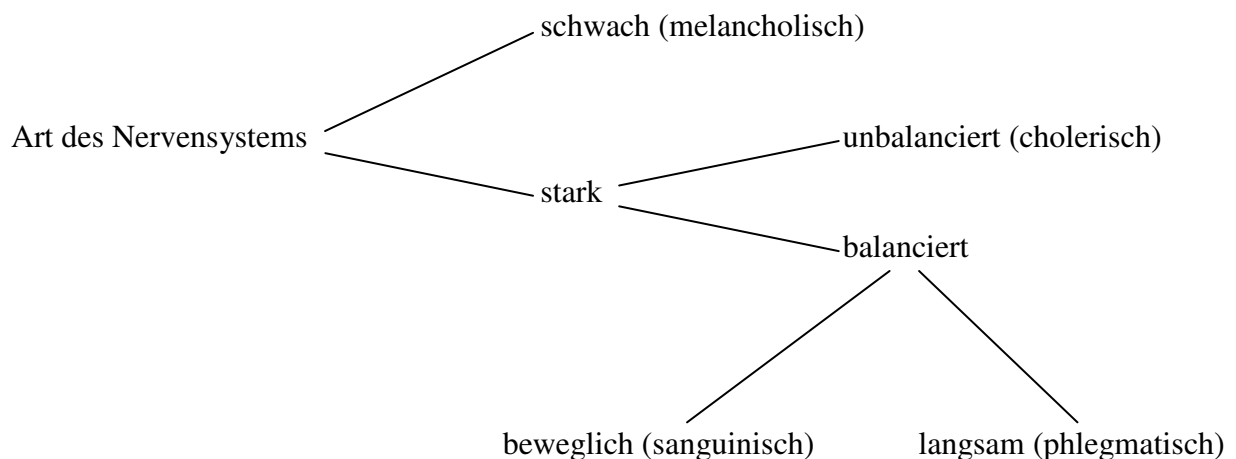 schwach (melancholisch)
Art des Nervensystems
unbalanciert (cholerisch)
stark
balanciert
beweglich (sanguinisch)
langsam (phlegmatisch)